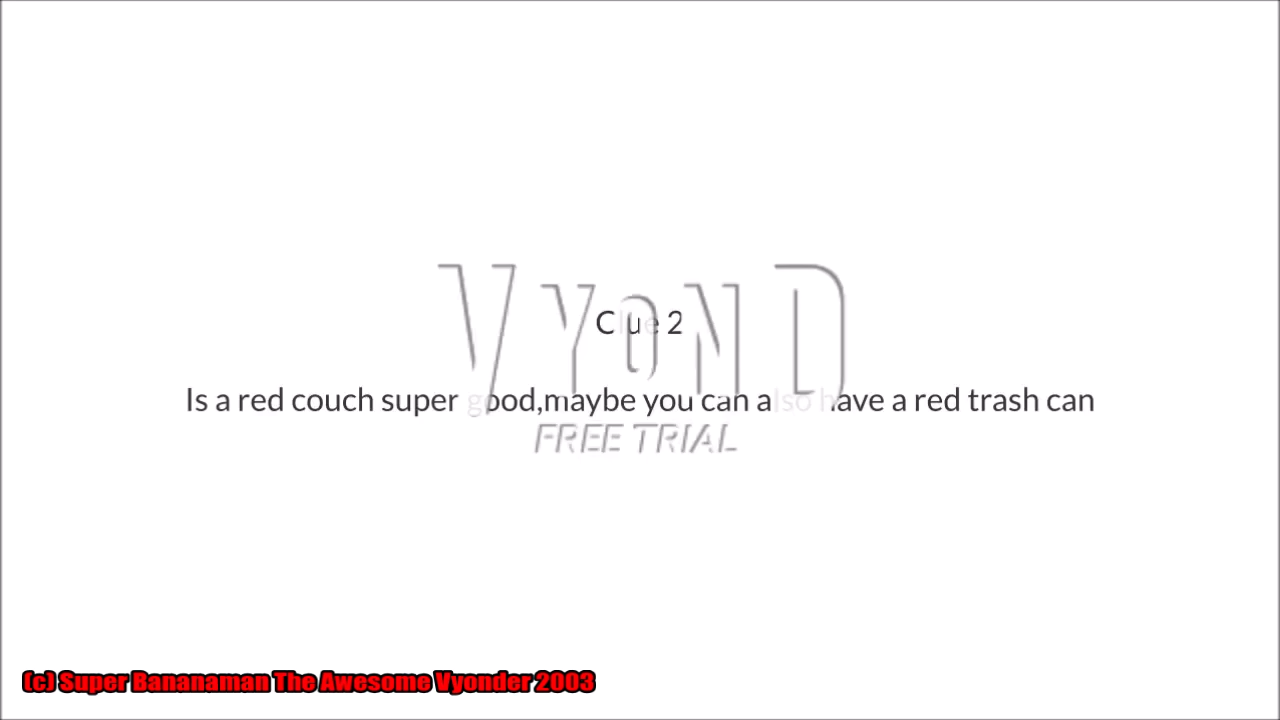 Clue 2
Is a red couch super good,maybe you can also have a red trash can
VYOND
FREE TRIAL
(c) Super Bananaman The Awesome Vyonder 2003